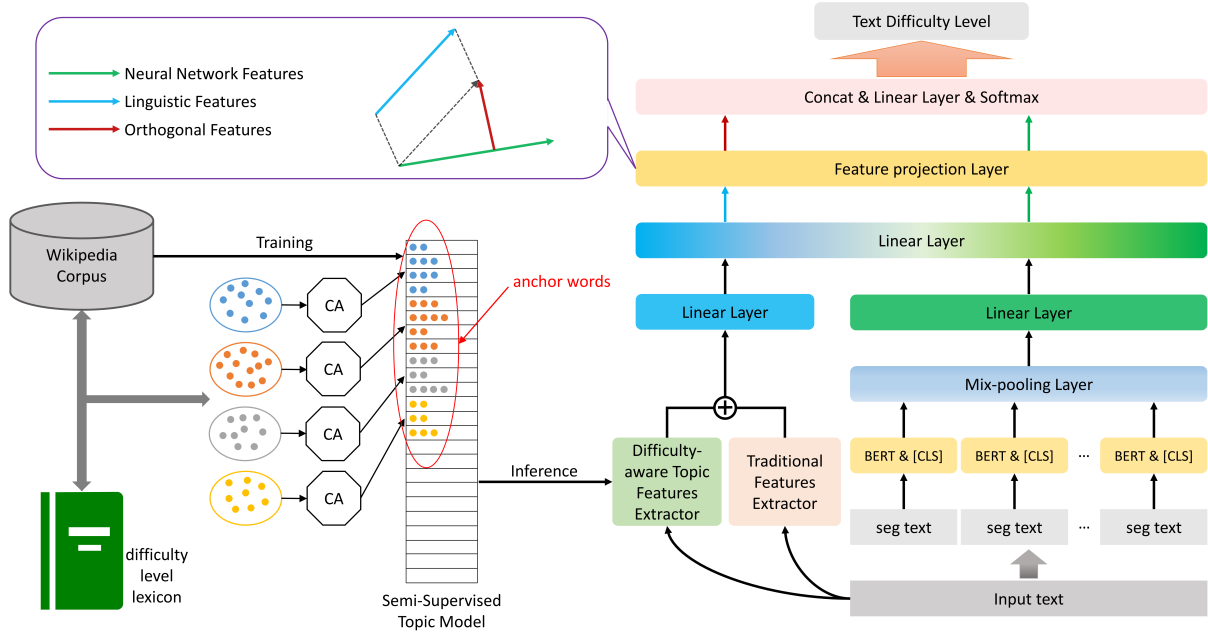 Text Difficulty Level
Neural Network Features
Linguistic Features
Orthogonal Features
Concat & Linear Layer & Softmax
Feature projection Layer
Wikipedia
Corpus
Training
Linear Layer
anchor words
CA
CA
CA
CA
Linear Layer
Linear Layer
Mix-pooling Layer
Difficulty-
aware Topic
Features
Extractor
Traditional
Features
Extractor
BERT & [CLS]
BERT & [CLS]
...
BERT & [CLS]
Inference
seg text
seg text
...
seg text
difficulty
level
lexicon
Semi-Supervised
Topic Model
Input text